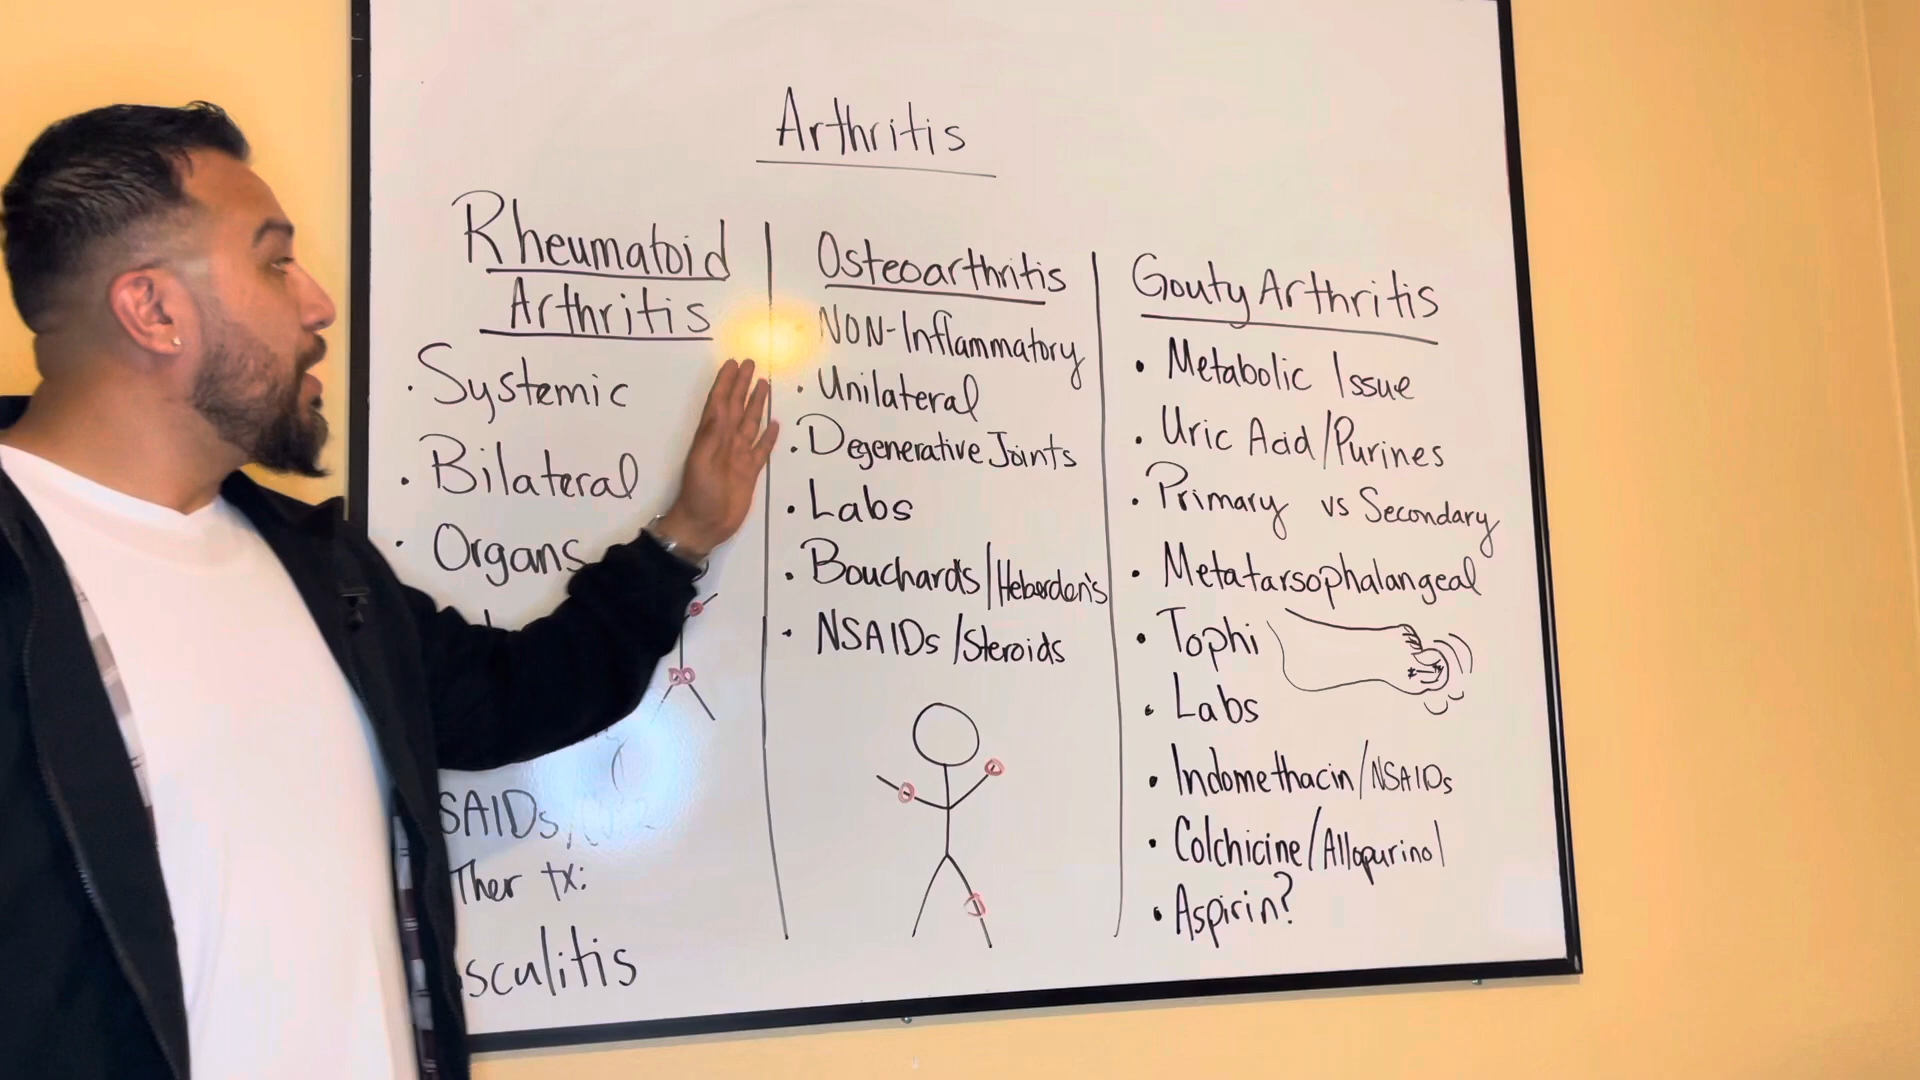 Arthritis
Rheumatoid
Arthritis
• Systemic
• Bilateral
• Organs
SAIDs
Ther tx:
sculitis
Osteoarthritis
NON-Inflammatory
• Unilateral
• Degenerative Joints
• Labs
• Bouchard's/Heberden's
• NSAIDs/Steroids
Gouty Arthritis
• Metabolic Issue
• Uric Acid/Purines
• Primary vs Secondary
• Metatarsophalangeal
• Tophi
• Labs
• Indomethacin/NSAIDs
• Colchicine/Allopurinol
• Aspirin?